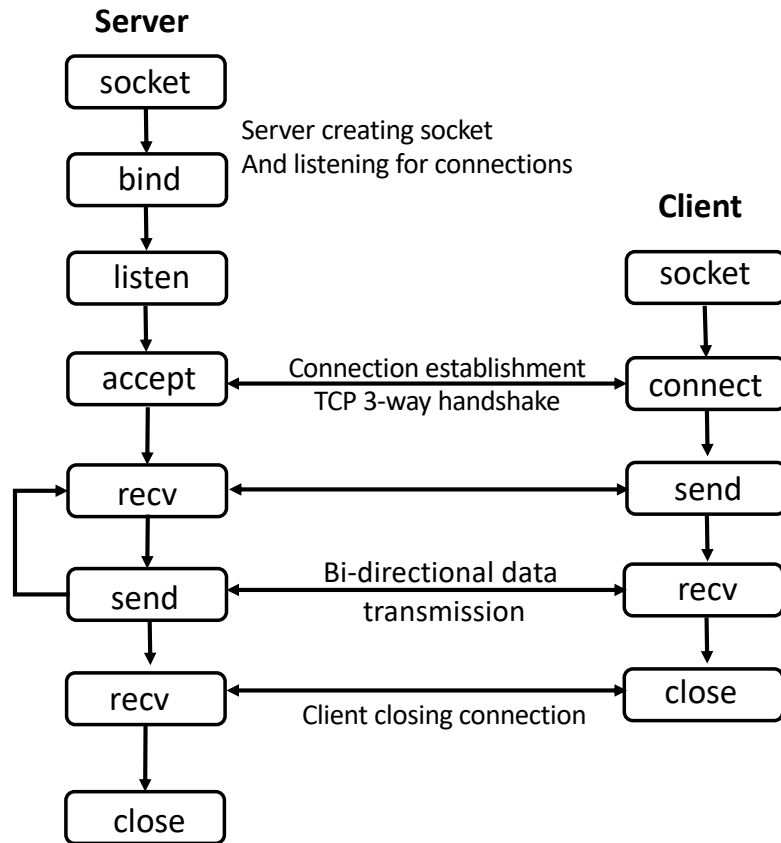 Server
socket
Server creating socket
And listening for connections
bind
Client
listen
socket
accept
Connection establishment
TCP 3-way handshake
connect
recv
send
send
Bi-directional data
transmission
recv
recv
Client closing connection
close
close